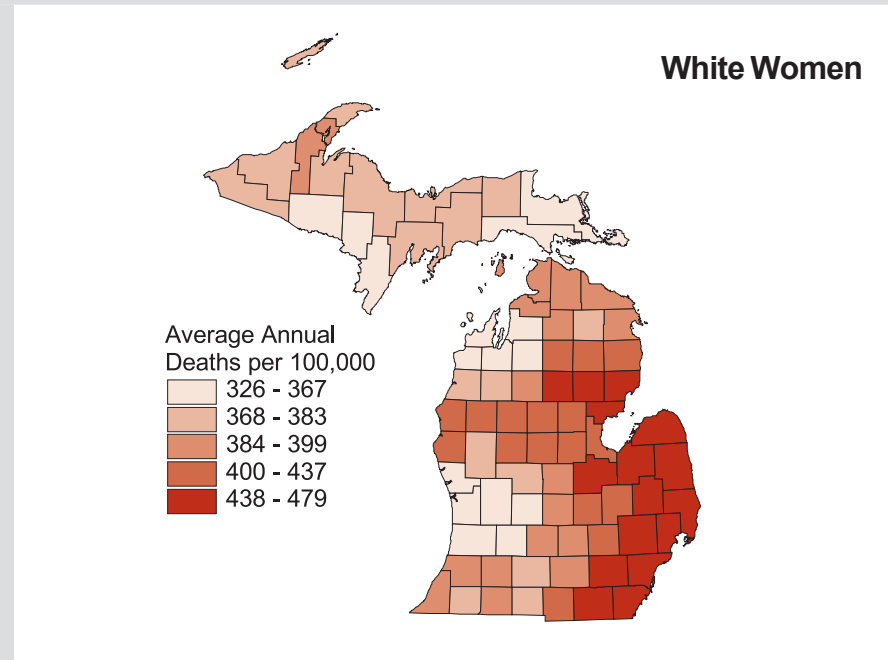 White Women
Average Annual
Deaths per 100,000
326 - 367
368 - 383
384 - 399
400 - 437
438 - 479